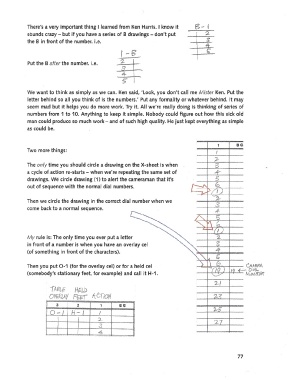 There's a very important thing I learned from Ken Harris. I know it
sounds crazy – but if you have a series of B drawings – don't put
the B in front of the number. i.e.
B-1
2
3
4
5
Put the B after the number. i.e.
1-B
2
3
4
5
We want to think as simply as we can. Ken said, 'Look, you don't call me Mister Ken. Put the
letter behind so all you think of is the numbers.' Put any formality or whatever behind. It may
seem mad but it helps you do more work. Try it. All we're really doing is thinking of series of
numbers from 1 to 10. Anything to keep it simple. Nobody could figure out how this sick old
man could produce so much work – and of such high quality. He just kept everything as simple
as could be.
Two more things:
The only time you should circle a drawing on the X-sheet is when
a cycle of action re-starts – when we're repeating the same set of
drawings. We circle drawing (1) to alert the cameraman that it's
out of sequence with the normal dial numbers.
Then we circle the drawing in the correct dial number when we
come back to a normal sequence.
My rule is: The only time you ever put a letter
in front of a number is when you have an overlay cel
(of something in front of the characters).
Then you put O-1 (for the overlay cel) or for a held cel
(somebody's stationary feet, for example) and call it H-1.
1 BG
1
2
3
4
5
6
1
2
3
4
5
6
1
19
21
22
25
27
CAMERA
DIAL
NUMBERS
TABLE HELD
OVERLAY FEET ACTION
3 2 1 BG
O-1 H-1 1
2
3
4
77